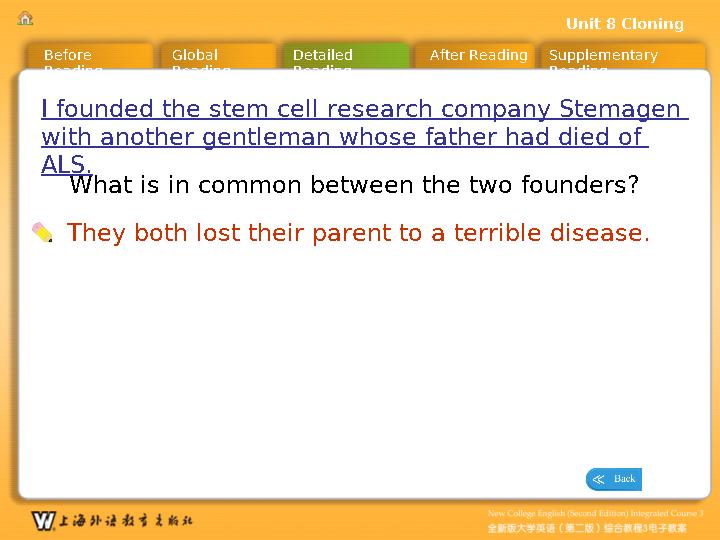 Unit 8 Cloning
Before Reading
Global Reading
Detailed Reading
After Reading
Supplementary Reading
I founded the stem cell research company Stemagen
with another gentleman whose father had died of
ALS.
What is in common between the two founders?
They both lost their parent to a terrible disease.
Back
上海外语教育出版社
New College English (Second Edition) Integrated Course 3
全新版大学英语（第二版）综合教程3电子教案